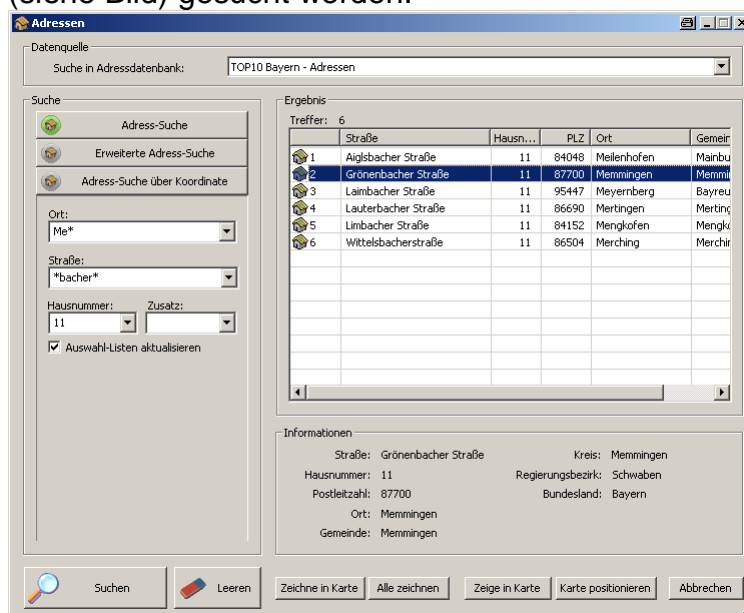 (siehe Bild) gesucht werden.
Adressen
Datenquelle
Suche in Adressdatenbank: TOP10 Bayern - Adressen
Suche
Adress-Suche
Erweiterte Adress-Suche
Adress-Suche über Koordinate
Ort:
Me*
Straße:
*bacher*
Hausnummer: Zusatz:
11
Auswahl-Listen aktualisieren
Suchen Leeren
Ergebnis
Treffer: 6
Straße Hausn... PLZ Ort Gemeir
1 Aiglsbacher Straße 11 84048 Meilenhofen Mainbu
2 Grönenbacher Straße 11 87700 Memmingen Memmi
3 Laimbacher Straße 11 95447 Meyernberg Bayreu
4 Lauterbacher Straße 11 86690 Mertingen Merting
5 Limbacher Straße 11 84152 Mengkofen Mengko
6 Wittelsbacherstraße 11 86504 Merching Merchir
Informationen
Straße: Grönenbacher Straße Kreis: Memmingen
Hausnummer: 11 Regierungsbezirk: Schwaben
Postleitzahl: 87700 Bundesland: Bayern
Ort: Memmingen
Gemeinde: Memmingen
Zeichne in Karte Alle zeichnen Zeige in Karte Karte positionieren Abbrechen